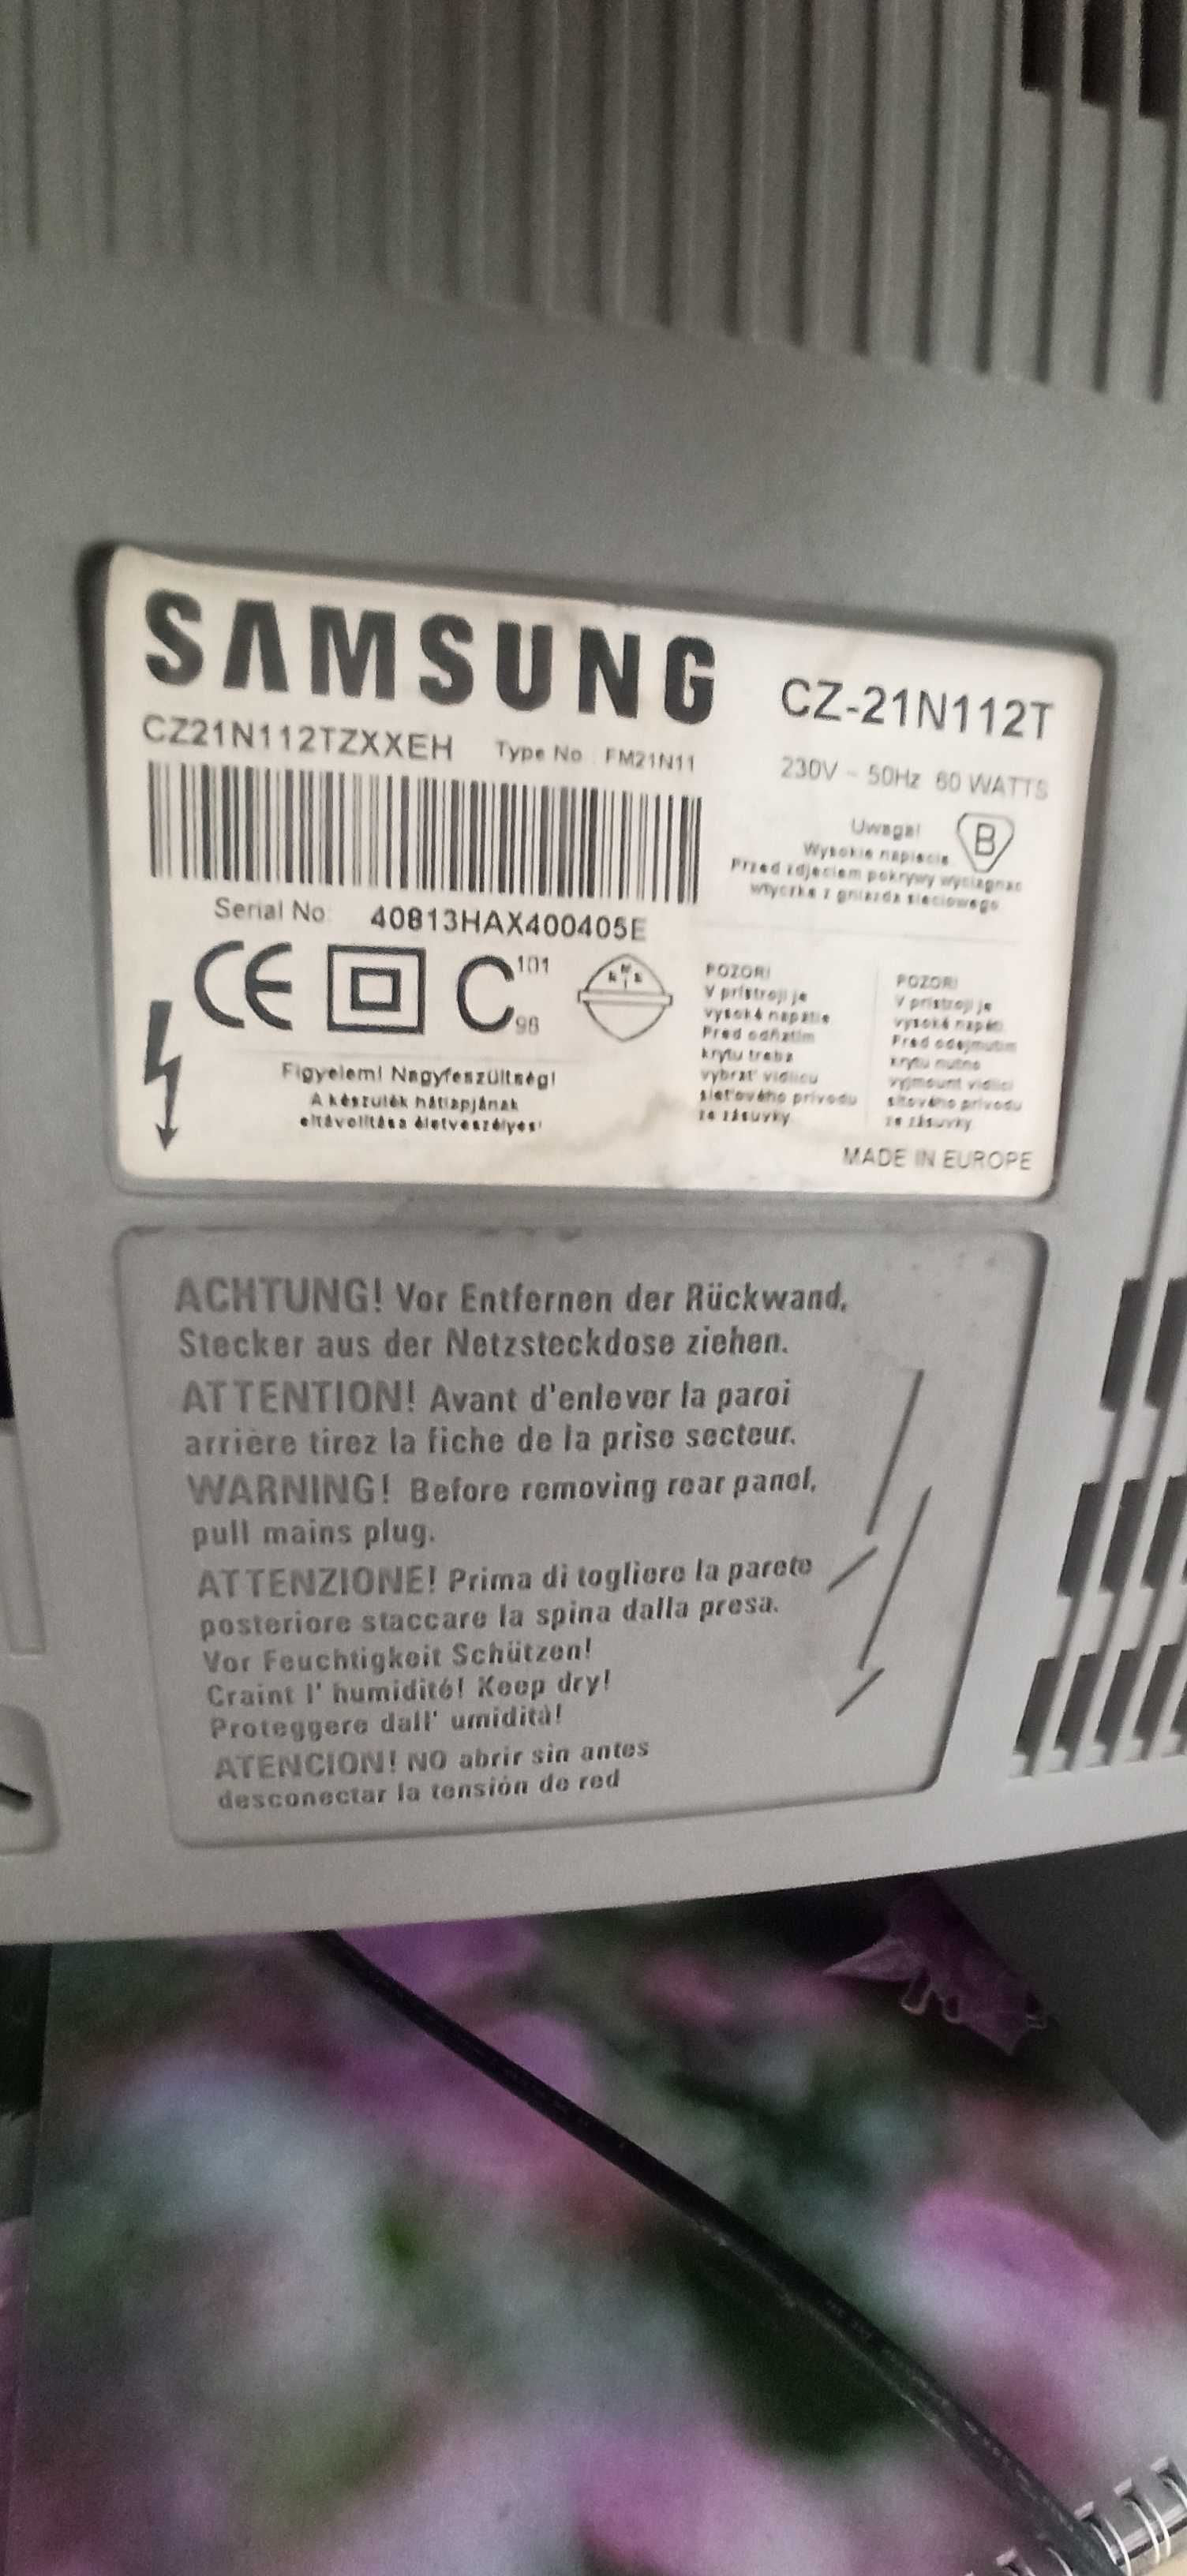 SAMSUNG
CZ-21N112T
CZ21N112TZXXEH Type No : FM21N11
230V ~ 50Hz 60 WATTS
Uwaga!
B
Wysokie napiecie
Przed zdjeciem pokrywy wyciagnac
wtyczke z gniazda sieciowego
Serial No: 40813HAX400405E
CE C 101 98
Figyelem! Nagyfeszültség!
A készülék hátlapjának
eltávolítása életveszélyes!
POZOR!
V prístroji je
vysoké napätie
Pred odňatím
krytu treba
vybrať vidlicu
sieťového prívodu
zo zásuvky
POZOR!
V přístroji je
vysoké napětí
Před odejmutím
krytu nutno
vyjmout vidlici
síťového přívodu
ze zásuvky
MADE IN EUROPE
ACHTUNG! Vor Entfernen der Rückwand,
Stecker aus der Netzsteckdose ziehen.
ATTENTION! Avant d'enlever la paroi
arrière tirez la fiche de la prise secteur.
WARNING! Before removing rear panel,
pull mains plug.
ATTENZIONE! Prima di togliere la parete
posteriore staccare la spina dalla presa.
Vor Feuchtigkeit Schützen!
Craint l' humidité! Keep dry!
Proteggere dall' umidità!
ATENCION! NO abrir sin antes
desconectar la tensión de red